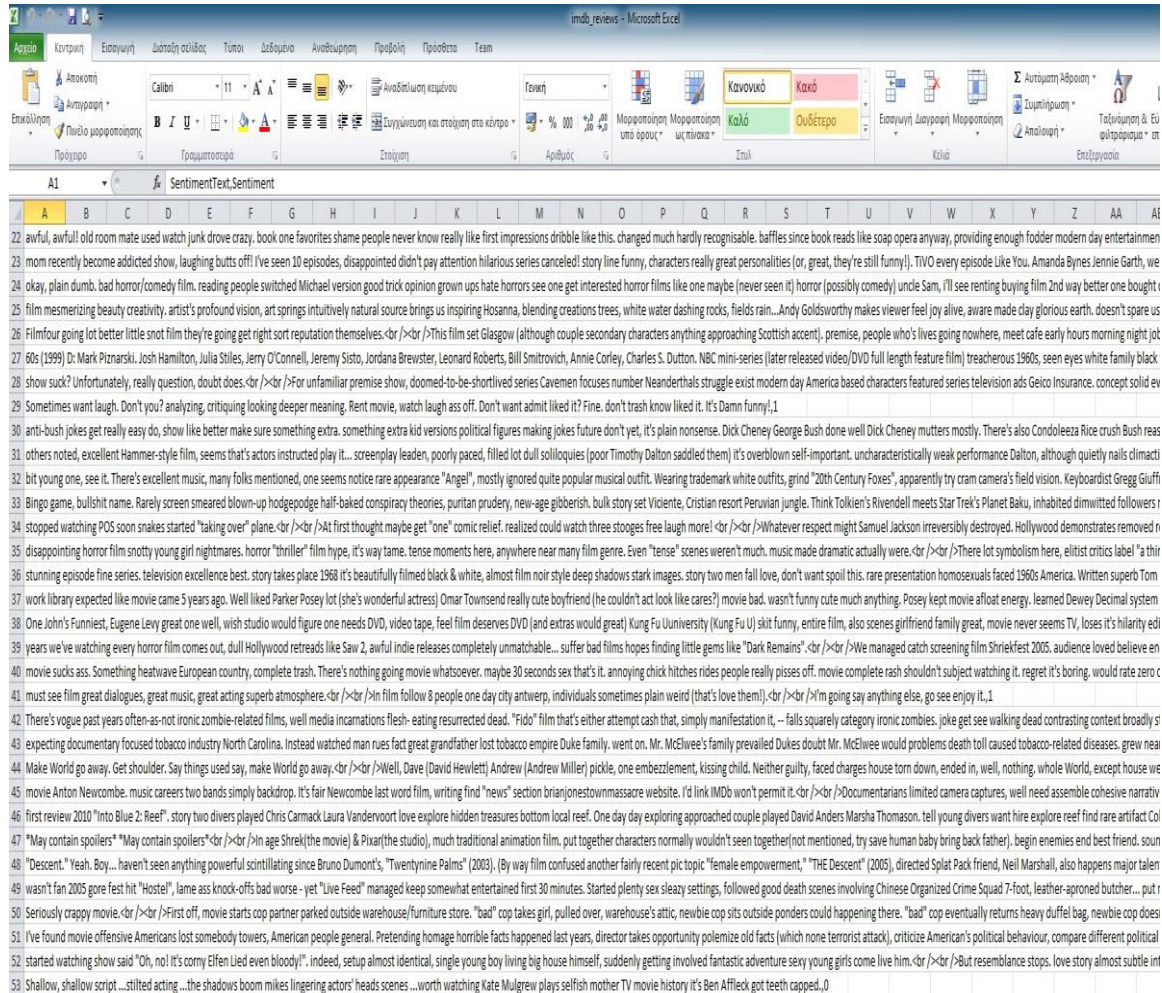 imdb_reviews - Microsoft Excel
Αρχείο Κεντρική Εισαγωγή Διάταξη σελίδας Τύποι Δεδομένα Αναθεώρηση Προβολή Πρόσθετα Team
Επικόλληση
Αποκοπή
Αντιγραφή
Πινέλο μορφοποίησης
Πρόχειρο
Calibri 11
Γραμματοσειρά
Αναδίπλωση κειμένου
Συγχώνευση και στοίχιση στο κέντρο
Στοίχιση
Γενική
% 000
Αριθμός
Μορφοποίηση υπό όρους
Μορφοποίηση ως πίνακα
Κανονικό Κακό
Καλό Ουδέτερο
Στυλ
Εισαγωγή Διαγραφή Μορφοποίηση
Κελιά
Σ Αυτόματη Άθροιση
Συμπλήρωση
Απαλοιφή
Ταξινόμηση &
φιλτράρισμα
Επεξεργασία
A1 fx SentimentText,Sentiment
A B C D E F G H I J K L M N O P Q R S T U V W X Y Z AA
22 awful, awful! old room mate used watch junk drove crazy. book one favorites shame people never know really like first impressions dribble like this. changed much hardly recognisable. baffles since book reads like soap opera anyway, providing enough fodder modern day entertainmen
23 mom recently become addicted show, laughing butts off! I've seen 10 episodes, disappointed didn't pay attention hilarious series canceled! story line funny, characters really great personalities (or, great, they're still funny!). TiVO every episode Like You. Amanda Bynes Jennie Garth, we
24 okay, plain dumb. bad horror/comedy film. reading people switched Michael version good trick opinion grown ups hate horrors see one get interested horror films like one maybe (never seen it) horror (possibly comedy) uncle Sam, i'll see renting buying film 2nd way better one bought
25 film mesmerizing beauty creativity. artist's profound vision, art springs intuitively natural source brings us inspiring Hosanna, blending creations trees, white water dashing rocks, fields rain...Andy Goldsworthy makes viewer feel joy alive, aware made clay glorious earth. doesn't spare us
26 Filmfour going lot better little snot film they're going get right sort reputation themselves.<br /><br />This film set Glasgow (although couple secondary characters anything approaching Scottish accent). premise, people who's lives going nowhere, meet cafe early hours morning night job
27 60s (1999) D: Mark Piznarski. Josh Hamilton, Julia Stiles, Jerry O'Connell, Jeremy Sisto, Jordana Brewster, Leonard Roberts, Bill Smitrovich, Annie Corley, Charles S. Dutton. NBC mini-series (later released video/DVD full length feature film) treacherous 1960s, seen eyes white family black
28 show suck? Unfortunately, really question, doubt does.<br /><br />For unfamiliar premise show, doomed-to-be-shortlived series Cavemen focuses number Neanderthals struggle exist modern day America based characters featured series television ads Geico Insurance. concept solid ev
29 Sometimes want laugh. Don't you? analyzing, critiquing looking deeper meaning. Rent movie, watch laugh ass off. Don't want admit liked it? Fine. don't trash know liked it. It's Damn funny!,1
30 anti-bush jokes get really easy do, show like better make sure something extra. something extra kid versions political figures making jokes future don't yet, it's plain nonsense. Dick Cheney George Bush done well Dick Cheney mutters mostly. There's also Condoleeza Rice crush Bush reas
31 others noted, excellent Hammer-style film, seems that's actors instructed play it... screenplay leaden, poorly paced, filled lot dull soliloquies (poor Timothy Dalton saddled them) it's overblown self-important. uncharacteristically weak performance Dalton, although quietly nails climacti
32 bit young one, see it. There's excellent music, many folks mentioned, one seems notice rare appearance "Angel", mostly ignored quite popular musical outfit. Wearing trademark white outfits, grind "20th Century Foxes", apparently try cram camera's field vision. Keyboardist Gregg Giuffr
33 Bingo game, bullshit name. Rarely screen smeared blown-up hodgepodge half-baked conspiracy theories, puritan prudery, new-age gibberish. bulk story set Viciente, Cristian resort Peruvian jungle. Think Tolkien's Rivendell meets Star Trek's Planet Baku, inhabited dimwitted followers
34 stopped watching POS soon snakes started "taking over" plane.<br /><br />At first thought maybe get "one" comic relief. realized could watch three stooges free laugh more! <br /><br />Whatever respect might Samuel Jackson irreversibly destroyed. Hollywood demonstrates removed
35 disappointing horror film snotty young girl nightmares. horror "thriller" film hype, it's way tame. tense moments here, anywhere near many film genre. Even "tense" scenes weren't much. music made dramatic actually were.<br /><br />There lot symbolism here, elitist critics label "a thin
36 stunning episode fine series. television excellence best. story takes place 1968 it's beautifully filmed black & white, almost film noir style deep shadows stark images. story two men fall love, don't want spoil this. rare presentation homosexuals faced 1960s America. Written superb Tom
37 work library expected like movie came 5 years ago. Well liked Parker Posey lot (she's wonderful actress) Omar Townsend really cute boyfriend (he couldn't act look like cares?) movie bad. wasn't funny cute much anything. Posey kept movie afloat energy. learned Dewey Decimal system
38 One John's Funniest, Eugene Levy great one well, wish studio would figure one needs DVD, video tape, feel film deserves DVD (and extras would great) Kung Fu Uuniversity (Kung Fu U) skit funny, entire film, also scenes girlfriend family great, movie never seems TV, loses it's hilarity edi
39 years we've watching every horror film comes out, dull Hollywood retreads like Saw 2, awful indie releases completely unmatchable... suffer bad films hopes finding little gems like "Dark Remains".<br /><br />We managed catch screening film Shriekfest 2005. audience loved believe en
40 movie sucks ass. Something heatwave European country, complete trash. There's nothing going movie whatsoever. maybe 30 seconds sex that's it. annoying chick hitches rides people really pisses off. movie complete rash shouldn't subject watching it. regret it's boring. would rate zero
41 must see film great dialogues, great music, great acting superb atmosphere.<br /><br />In film follow 8 people one day city antwerp, individuals sometimes plain weird (that's love them!).<br /><br />I'm going say anything else, go see enjoy it.,1
42 There's vogue past years often-as-not ironic zombie-related films, well media incarnations flesh- eating resurrected dead. "Fido" film that's either attempt cash that, simply manifestation it, -- falls squarely category ironic zombies. joke get see walking dead contrasting context broadly
43 expecting documentary focused tobacco industry North Carolina. Instead watched man rues fact great grandfather lost tobacco empire Duke family. went on. Mr. McElwee's family prevailed Dukes doubt Mr. McElwee would problems death toll caused tobacco-related diseases. grew near
44 Make World go away. Get shoulder. Say things used say, make World go away.<br /><br />Well, Dave (David Hewlett) Andrew (Andrew Miller) pickle, one embezzlement, kissing child. Neither guilty, faced charges house torn down, ended in, well, nothing. whole World, except house we
45 movie Anton Newcombe. music careers two bands simply backdrop. It's fair Newcombe last word film, writing find "news" section brianjonestownmassacre website. I'd link IMDb won't permit it.<br /><br />Documentarians limited camera captures, well need assemble cohesive narrativ
46 first review 2010 "Into Blue 2: Reef". story two divers played Chris Carmack Laura Vandervoort love explore hidden treasures bottom local reef. One day day exploring approached couple played David Anders Marsha Thomason. tell young divers want hire explore reef find rare artifact Col
47 *May contain spoilers* *May contain spoilers*<br /><br />In age Shrek(the movie) & Pixar(the studio), much traditional animation film. put together characters normally wouldn't seen together(not mentioned, try save human baby bring back father). begin enemies end best friend. soun
48 "Descent." Yeah. Boy... haven't seen anything powerful scintillating since Bruno Dumont's, "Twentynine Palms" (2003). (By way film confused another fairly recent pic topic "female empowerment," "THE Descent" (2005), directed Splat Pack friend, Neil Marshall, also happens major talen
49 wasn't fan 2005 gore fest hit "Hostel", lame ass knock-offs bad worse - yet "Live Feed" managed keep somewhat entertained first 30 minutes. Started plenty sex sleazy settings, followed good death scenes involving Chinese Organized Crime Squad 7-foot, leather-aproned butcher... put
50 Seriously crappy movie.<br /><br />First off, movie starts cop partner parked outside warehouse/furniture store. "bad" cop takes girl, pulled over, warehouse's attic, newbie cop sits outside ponders could happening there. "bad" cop eventually returns heavy duffel bag, newbie cop does
51 I've found movie offensive Americans lost somebody towers, American people general. Pretending homage horrible facts happened last years, director takes opportunity polemize old facts (which none terrorist attack), criticize American's political behaviour, compare different political
52 started watching show said "Oh, no! It's corny Elfen Lied even bloody!". indeed, setup almost identical, single young boy living big house himself, suddenly getting involved fantastic adventure sexy young girls come live him.<br /><br />But resemblance stops. love story almost subtle int
53 Shallow, shallow script ...stilted acting ...the shadows boom mikes lingering actors' heads scenes ...worth watching Kate Mulgrew plays selfish mother TV movie history it's Ben Affleck got teeth capped.,0